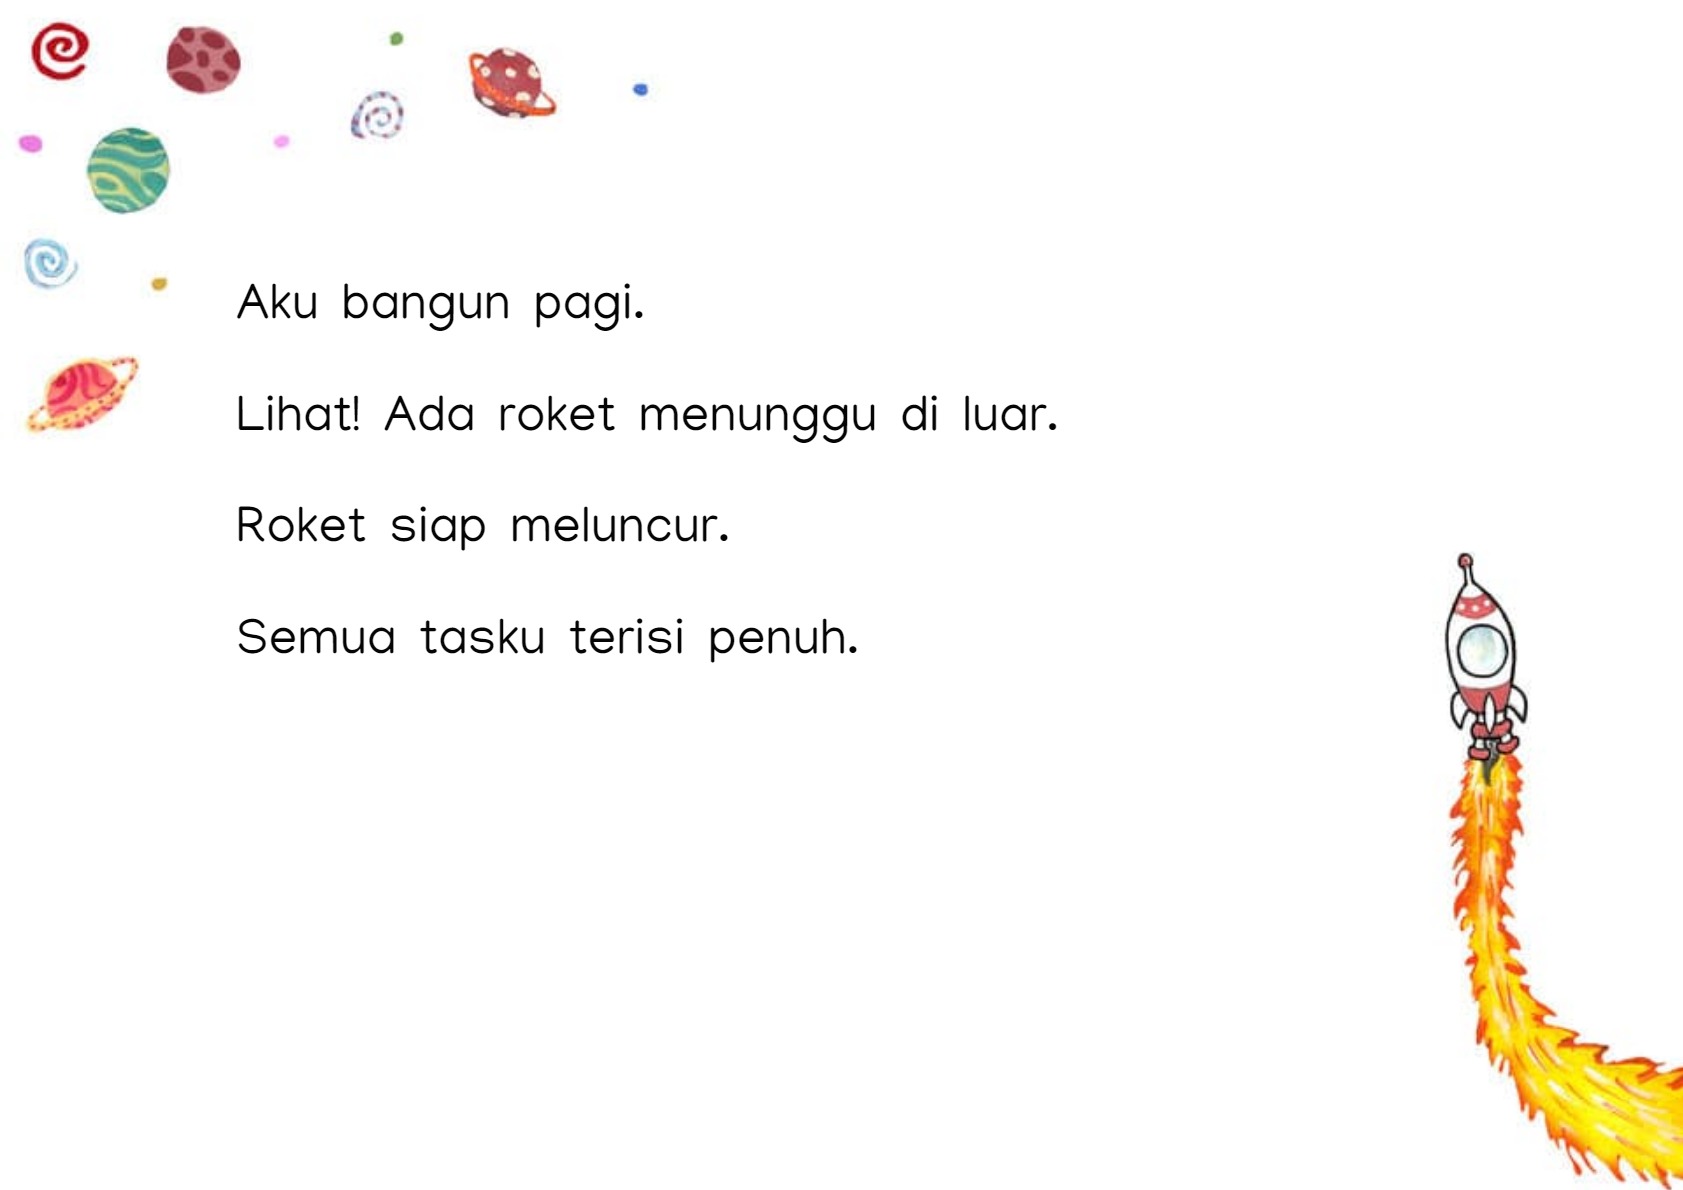 Aku bangun pagi.
Lihat! Ada roket menunggu di luar.
Roket siap meluncur.
Semua tasku terisi penuh.